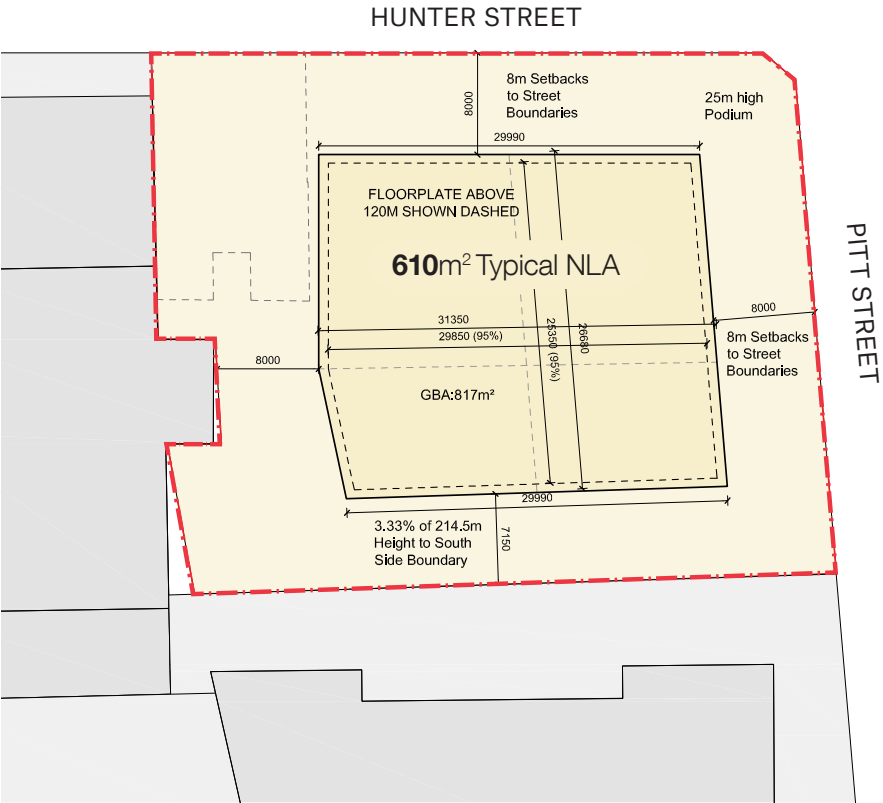 HUNTER STREET
8m Setbacks
to Street
Boundaries
8000
25m high
Podium
29990
FLOORPLATE ABOVE
120M SHOWN DASHED
610m² Typical NLA
PITT STREET
31350
29850 (95%)
25350 (95%)
26680
8000
8m Setbacks
to Street
Boundaries
8000
GBA:817m²
29990
3.33% of 214.5m
Height to South
Side Boundary
7150